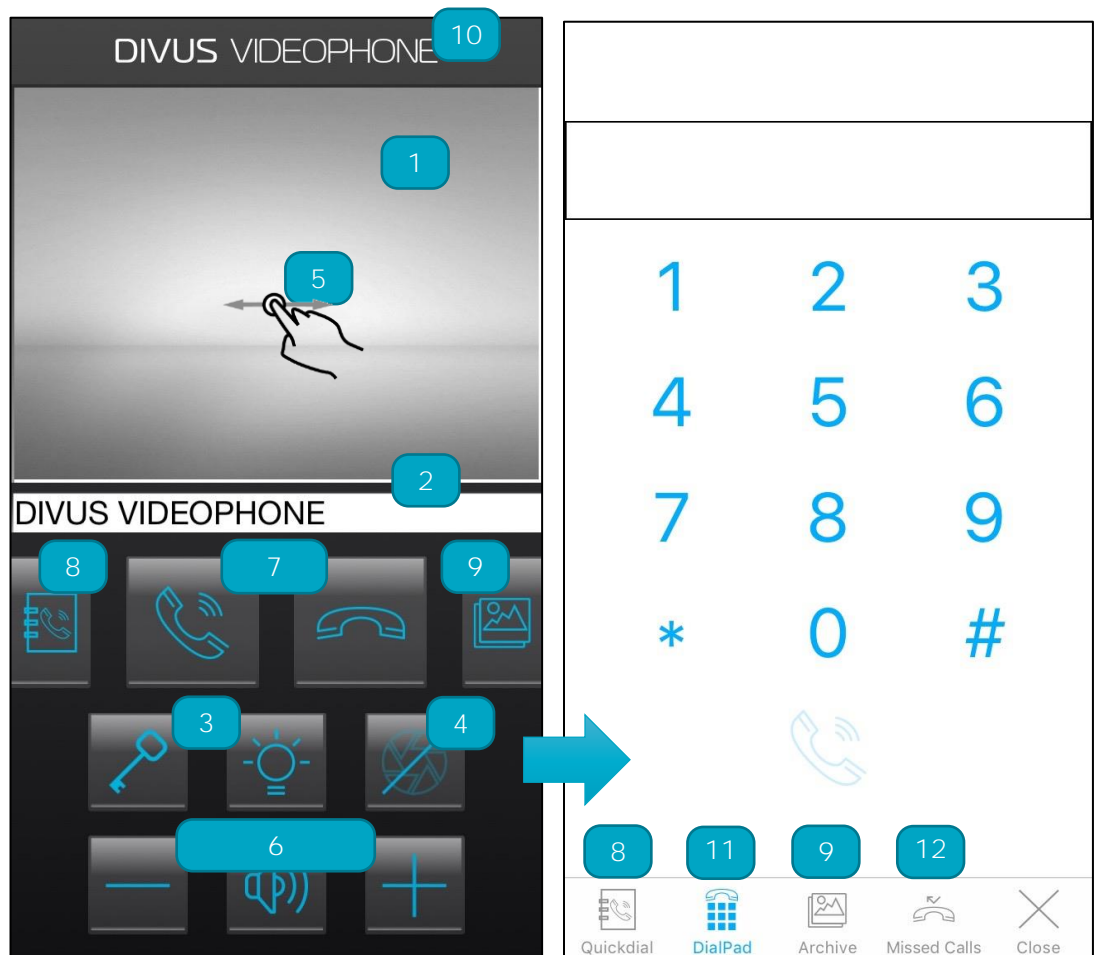 DIVUS VIDEOPHONE
10
1
5
2
DIVUS VIDEOPHONE
8
7
9
3
4
6
1 2 3
4 5 6
7 8 9
* 0 #
8 11 9 12
Quickdial DialPad Archive Missed Calls Close